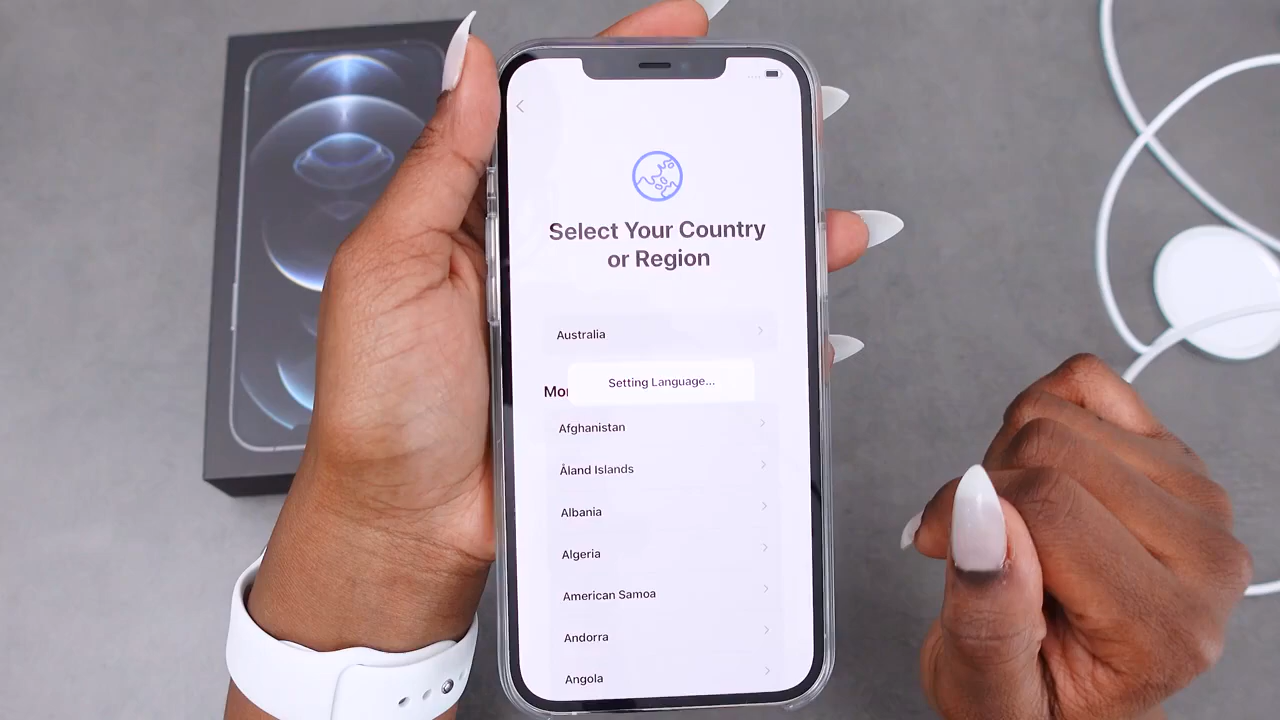 Select Your Country
or Region
Australia
Setting Language...
Afghanistan
Åland Islands
Albania
Algeria
American Samoa
Andorra
Angola